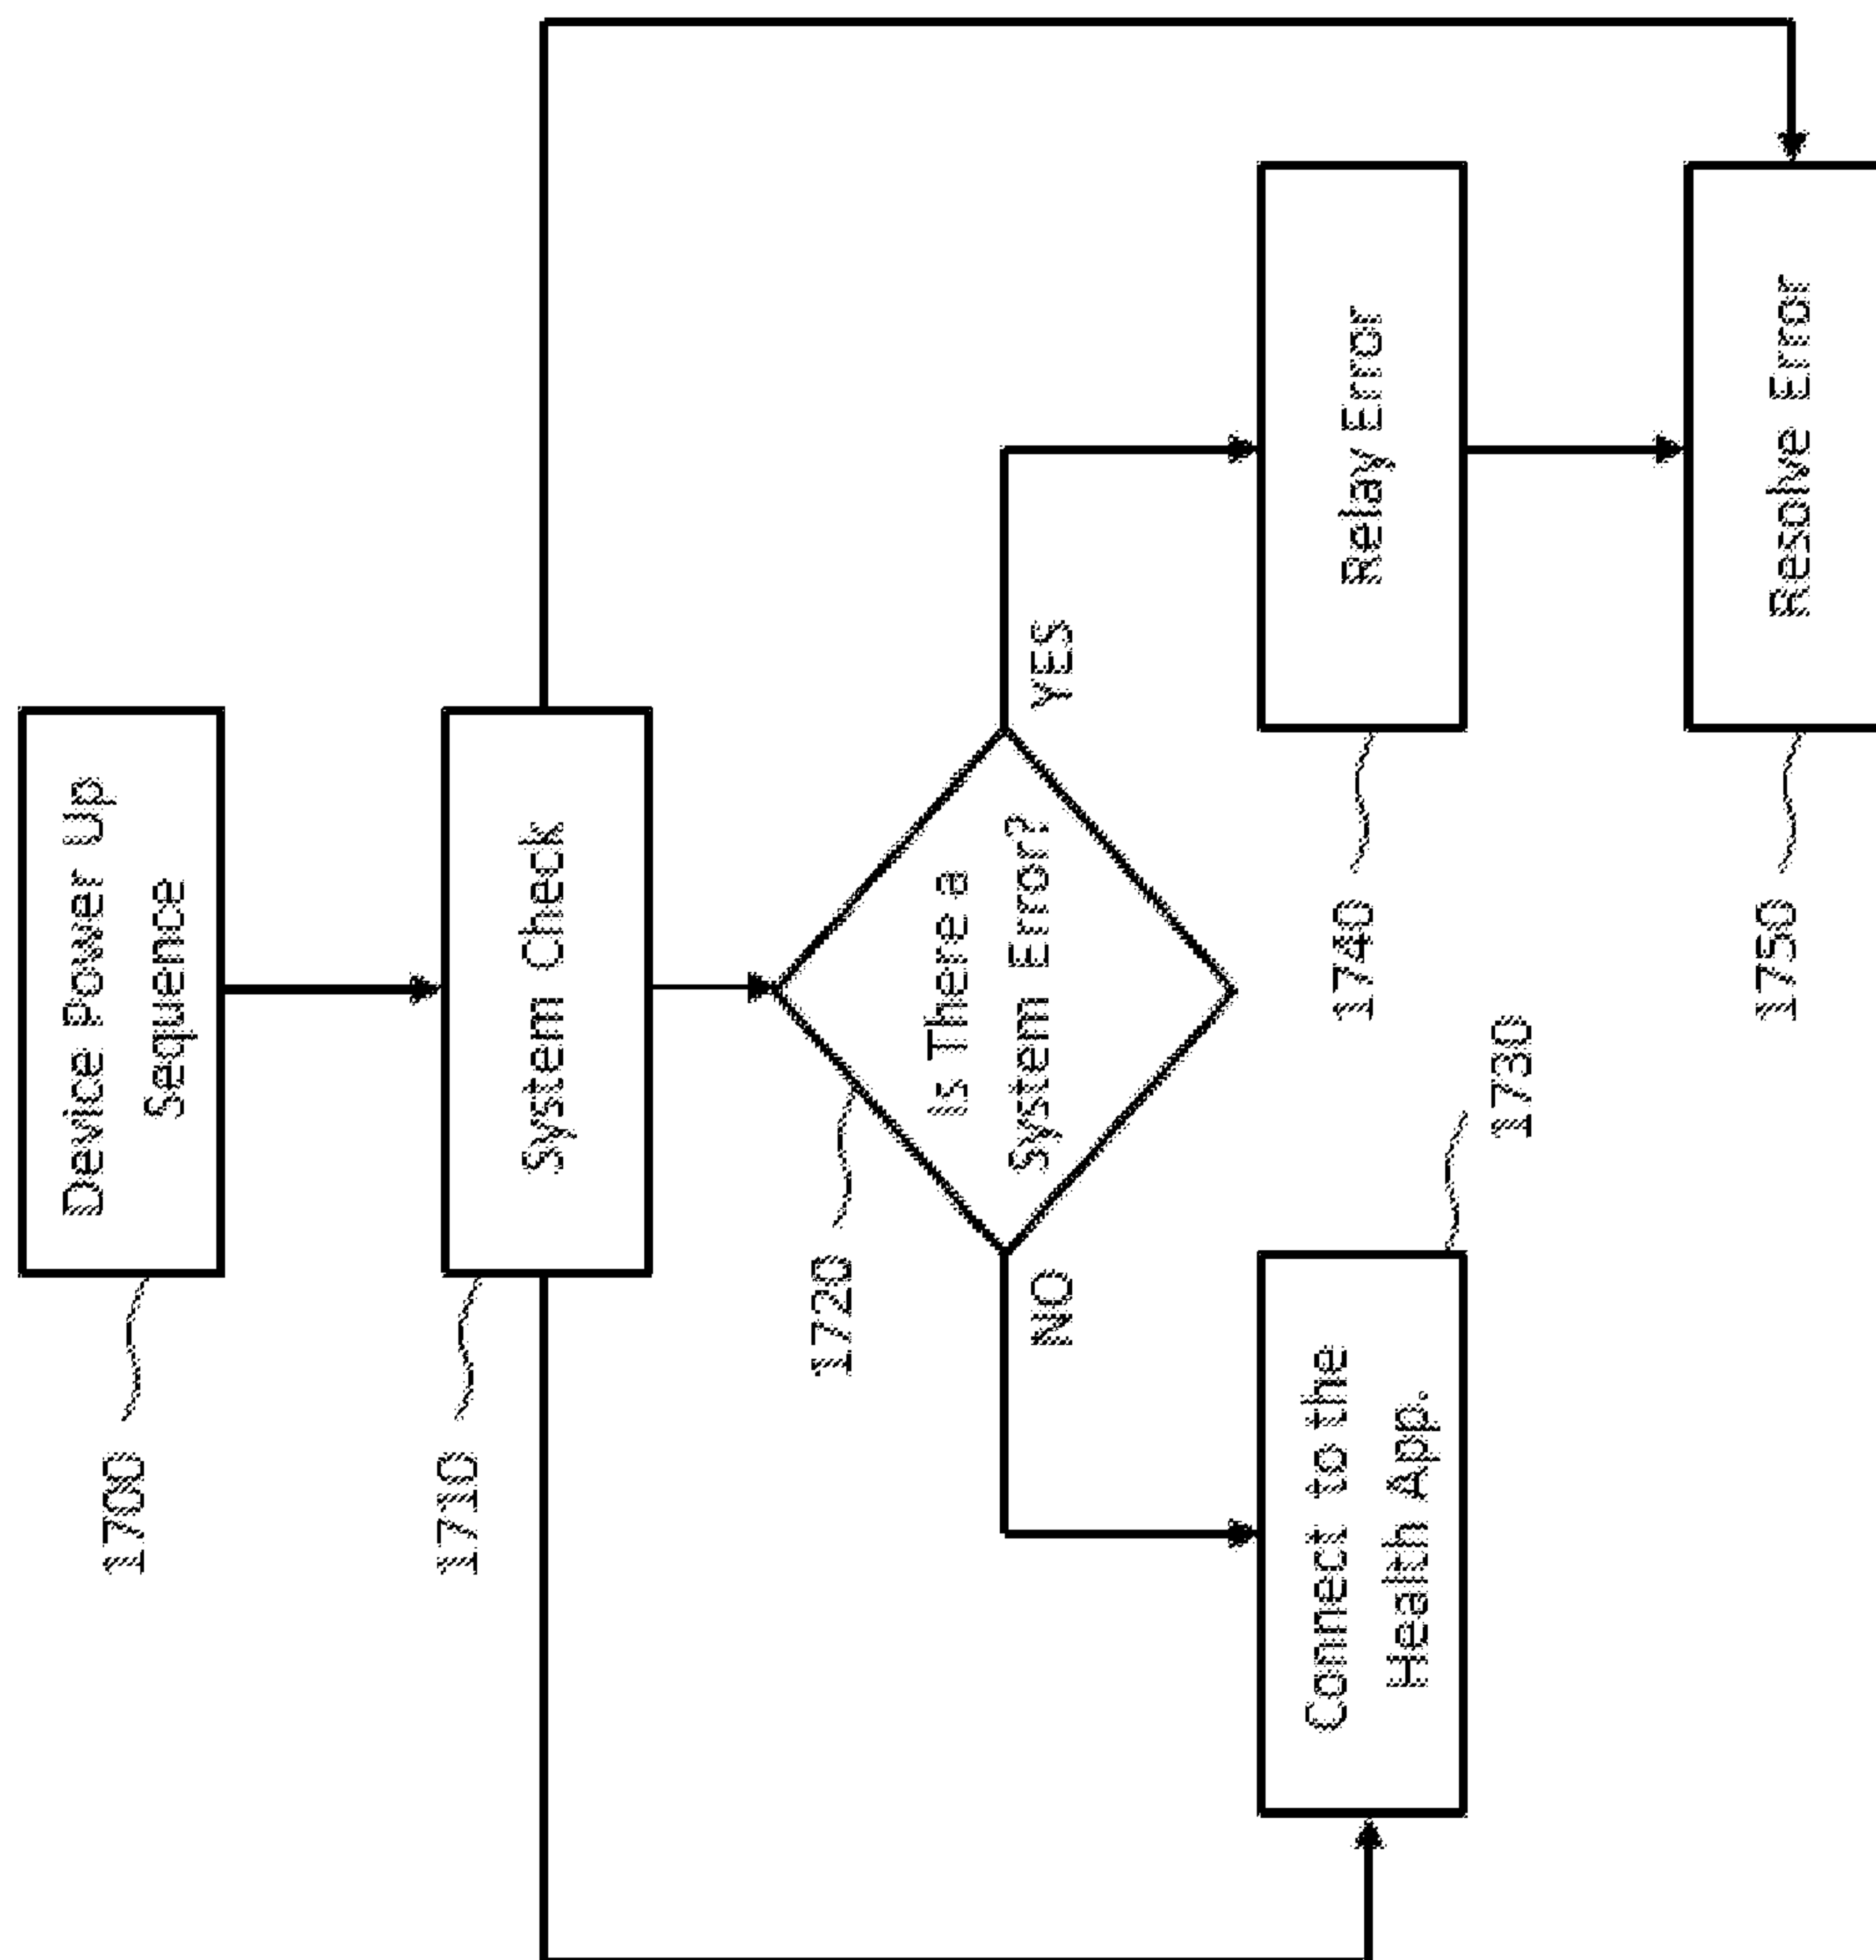 Device Power Up
Sequence
1700
System Check
1710
Is There a
System Error?
1720
YES
NO
Relay Error
1740
Connect to the
Health App.
1730
Resolve Error
1750